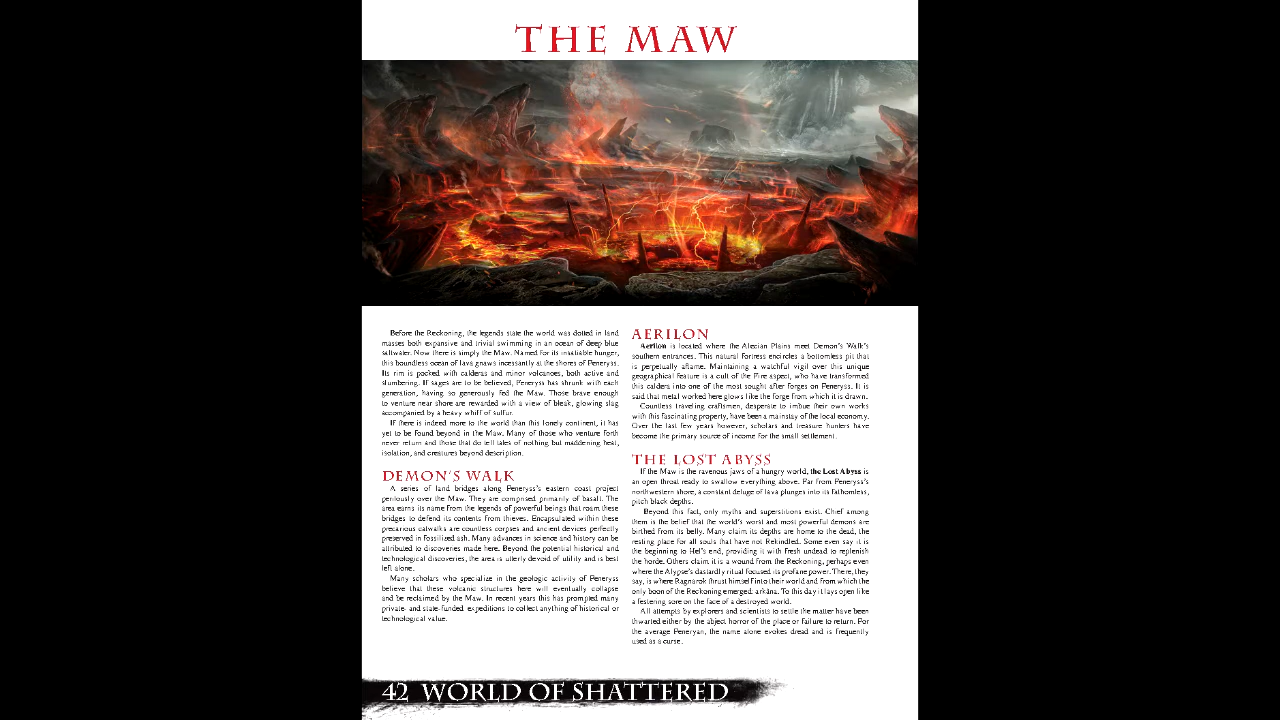 THE MAW
Before the Reckoning, the legends state the world was dotted in land
masses both expansive and trivial swimming in an ocean of deep blue
saltwater. Now there is simply the Maw. Named for its insatiable hunger,
this boundless ocean of lava gnaws incessantly at the shores of Peneryss.
Its rim is pocked with calderas and minor volcanoes, both active and
slumbering. If sages are to be believed, Peneryss has shrunk with each
generation, having so generously fed the Maw. Those brave enough
to venture near shore are rewarded with a view of bleak, glowing slag
accompanied by a heavy whiff of sulfur.
If there is indeed more to the world than this lonely continent, it has
yet to be found beyond in the Maw. Many of those who venture forth
never return and those that do tell tales of nothing but maddening heat,
isolation, and creatures beyond description.
DEMON'S WALK
A series of land bridges along Peneryss's eastern coast project
perilously over the Maw. They are comprised primarily of basalt. The
area earns its name from the legends of powerful beings that roam these
bridges to defend its contents from thieves. Encapsulated within these
precarious catwalks are countless corpses and ancient devices perfectly
preserved in fossilized ash. Many advances in science and history can be
attributed to discoveries made here. Beyond the potential historical and
technological discoveries, the area is utterly devoid of utility and is best
left alone.
Many scholars who specialize in the geologic activity of Peneryss
believe that these volcanic structures here will eventually collapse
and be reclaimed by the Maw. In recent years this has prompted many
private- and state-funded expeditions to collect anything of historical or
technological value.
AERILON
Aerilon is located where the Alecian Plains meet Demon's Walk's
southern entrances. This natural fortress encircles a bottomless pit that
is perpetually aflame. Maintaining a watchful vigil over this unique
geographical feature is a cult of the Fire aspect, who have transformed
this caldera into one of the most sought after forges on Peneryss. It is
said that metal worked here glows like the forge from which it is drawn.
Countless traveling craftsmen, desperate to imbue their own works
with this fascinating property, have been a mainstay of the local economy.
Over the last few years however, scholars and treasure hunters have
become the primary source of income for the small settlement.
THE LOST ABYSS
If the Maw is the ravenous jaws of a hungry world, the Lost Abyss is
an open throat ready to swallow everything above. Far from Peneryss's
northwestern shore, a constant deluge of lava plunges into its fathomless,
pitch black depths.
Beyond this fact, only myths and superstitions exist. Chief among
them is the belief that the world's worst and most powerful demons are
birthed from its belly. Many claim its depths are home to the dead, the
resting place for all souls that have not Rekindled. Some even say it is
the beginning to Hel's end, providing it with fresh undead to replenish
the horde. Others claim it is a wound from the Reckoning, perhaps even
where the Alypse's dastardly ritual focused its profane power. There, they
say, is where Ragnárok thrust himself into their world and from which the
only boon of the Reckoning emerged: arkäna. To this day it lays open like
a festering sore on the face of a destroyed world.
All attempts by explorers and scientists to settle the matter have been
thwarted either by the abject horror of the place or failure to return. For
the average Peneryan, the name alone evokes dread and is frequently
used as a curse.
42 WORLD OF SHATTERED